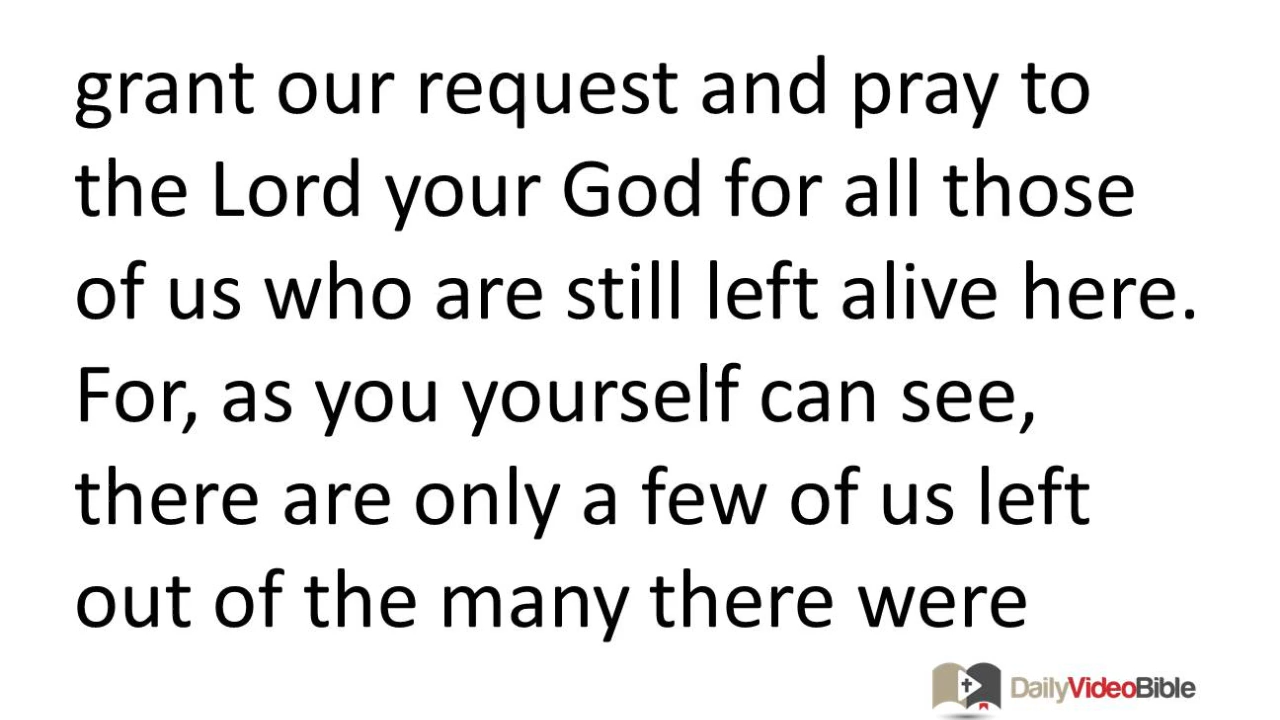 grant our request and pray to
the Lord your God for all those
of us who are still left alive here.
For, as you yourself can see,
there are only a few of us left
out of the many there were
DailyVideoBible